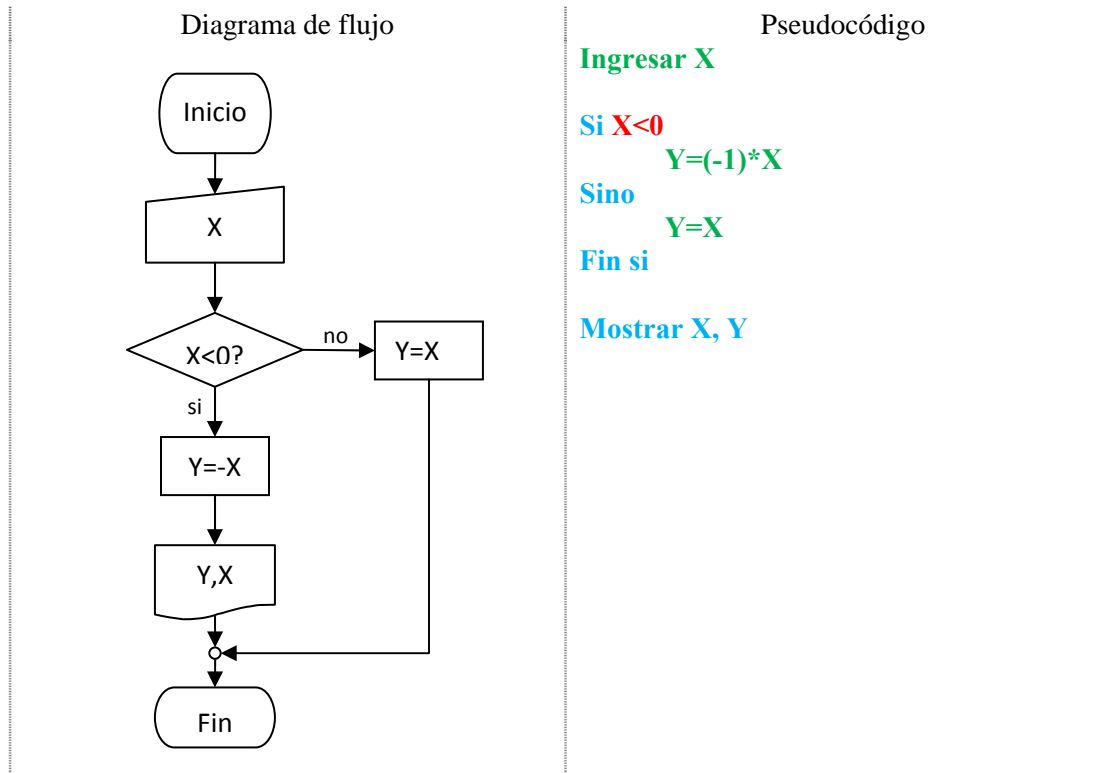 Diagrama de flujo
Inicio
X
X<0?
no
Y=X
si
Y=-X
Y,X
Fin
Pseudocódigo
Ingresar X
Si X<0
Y=(-1)*X
Sino
Y=X
Fin si
Mostrar X, Y